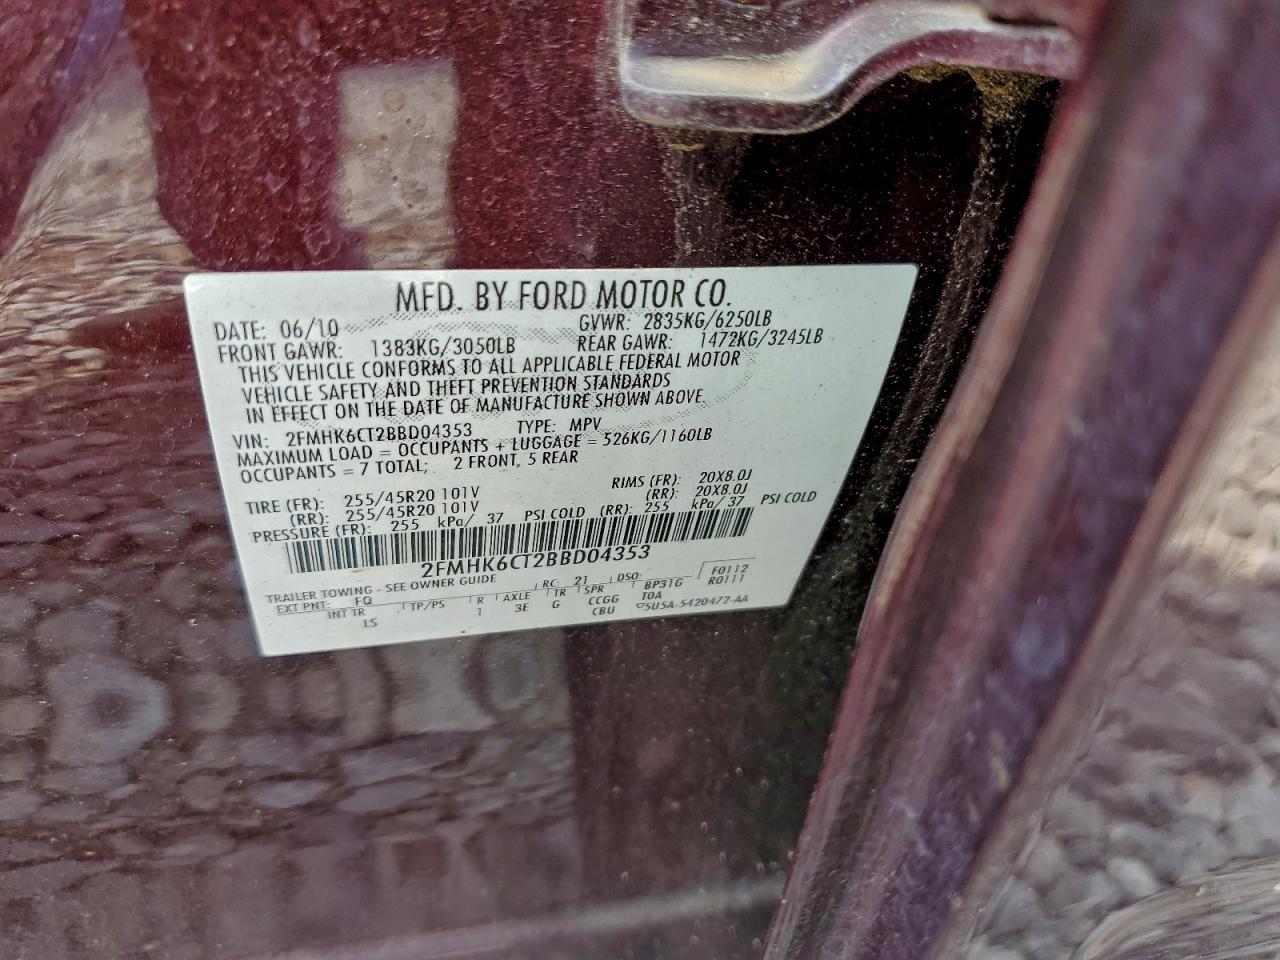 MFD. BY FORD MOTOR CO.
DATE: 06/10 GVWR: 2835KG/6250LB
FRONT GAWR: 1383KG/3050LB REAR GAWR: 1472KG/3245LB
THIS VEHICLE CONFORMS TO ALL APPLICABLE FEDERAL MOTOR
VEHICLE SAFETY AND THEFT PREVENTION STANDARDS
IN EFFECT ON THE DATE OF MANUFACTURE SHOWN ABOVE.
VIN: 2FMHK6CT2BBD04353 TYPE: MPV
MAXIMUM LOAD = OCCUPANTS + LUGGAGE = 526KG/1160LB
OCCUPANTS = 7 TOTAL; 2 FRONT, 5 REAR
TIRE (FR): 255/45R20 101V RIMS (FR): 20X8.0J
(RR): 255/45R20 101V (RR): 20X8.0J
PRESSURE (FR): 255 kPa/ 37 PSI COLD (RR): 255 kPa/ 37 PSI COLD
2FMHK6CT2BBD04353
TRAILER TOWING - SEE OWNER GUIDE RC: 21 DSO: F0112
EXT PNT: FQ TP/PS R AXLE TR SPR BP31G R0111
INT TR 1 3E G CCGG TOA
LS CBU 5U5A-5420472-AA